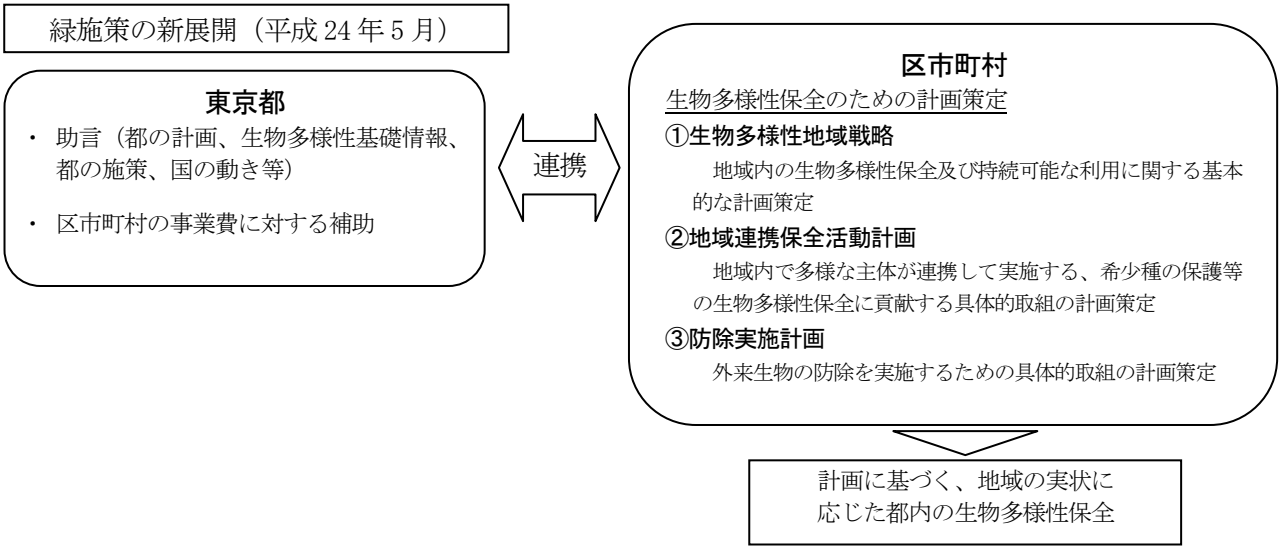 緑施策の新展開（平成 24 年 5 月）
東京都
・ 助言（都の計画、生物多様性基礎情報、
都の施策、国の動き等）
・ 区市町村の事業費に対する補助
連携
区市町村
生物多様性保全のための計画策定
①生物多様性地域戦略
地域内の生物多様性保全及び持続可能な利用に関する基本
的な計画策定
②地域連携保全活動計画
地域内で多様な主体が連携して実施する、希少種の保護等
の生物多様性保全に貢献する具体的取組の計画策定
③防除実施計画
外来生物の防除を実施するための具体的取組の計画策定
計画に基づく、地域の実状に
応じた都内の生物多様性保全